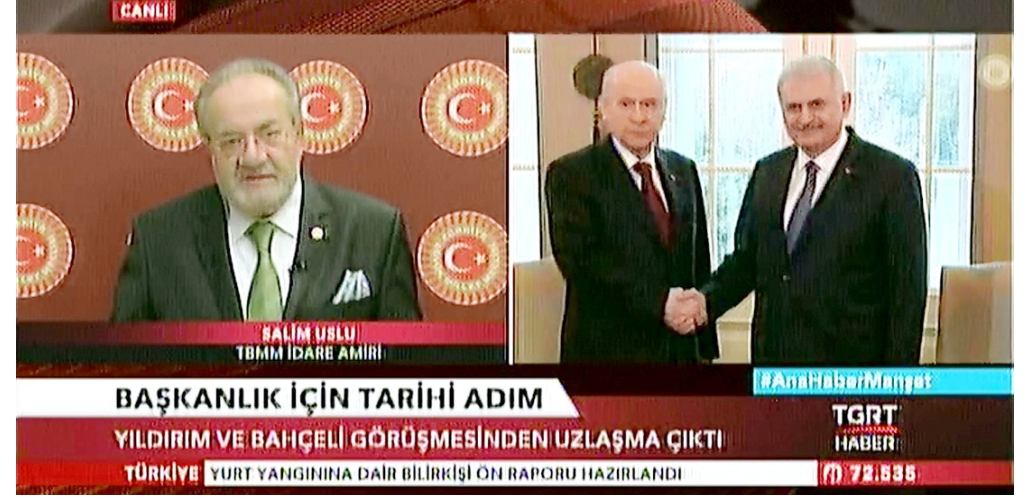 CANLI
SALİM USLU
TBMM İDARE AMİRİ
#AnaHaberManşet
BAŞKANLIK İÇİN TARİHİ ADIM
TGRT
HABER
YILDIRIM VE BAHÇELİ GÖRÜŞMESİNDEN UZLAŞMA ÇIKTI
TÜRKİYE YURT YANGININA DAİR BİLİRKİŞİ ÖN RAPORU HAZIRLANDI 72.535